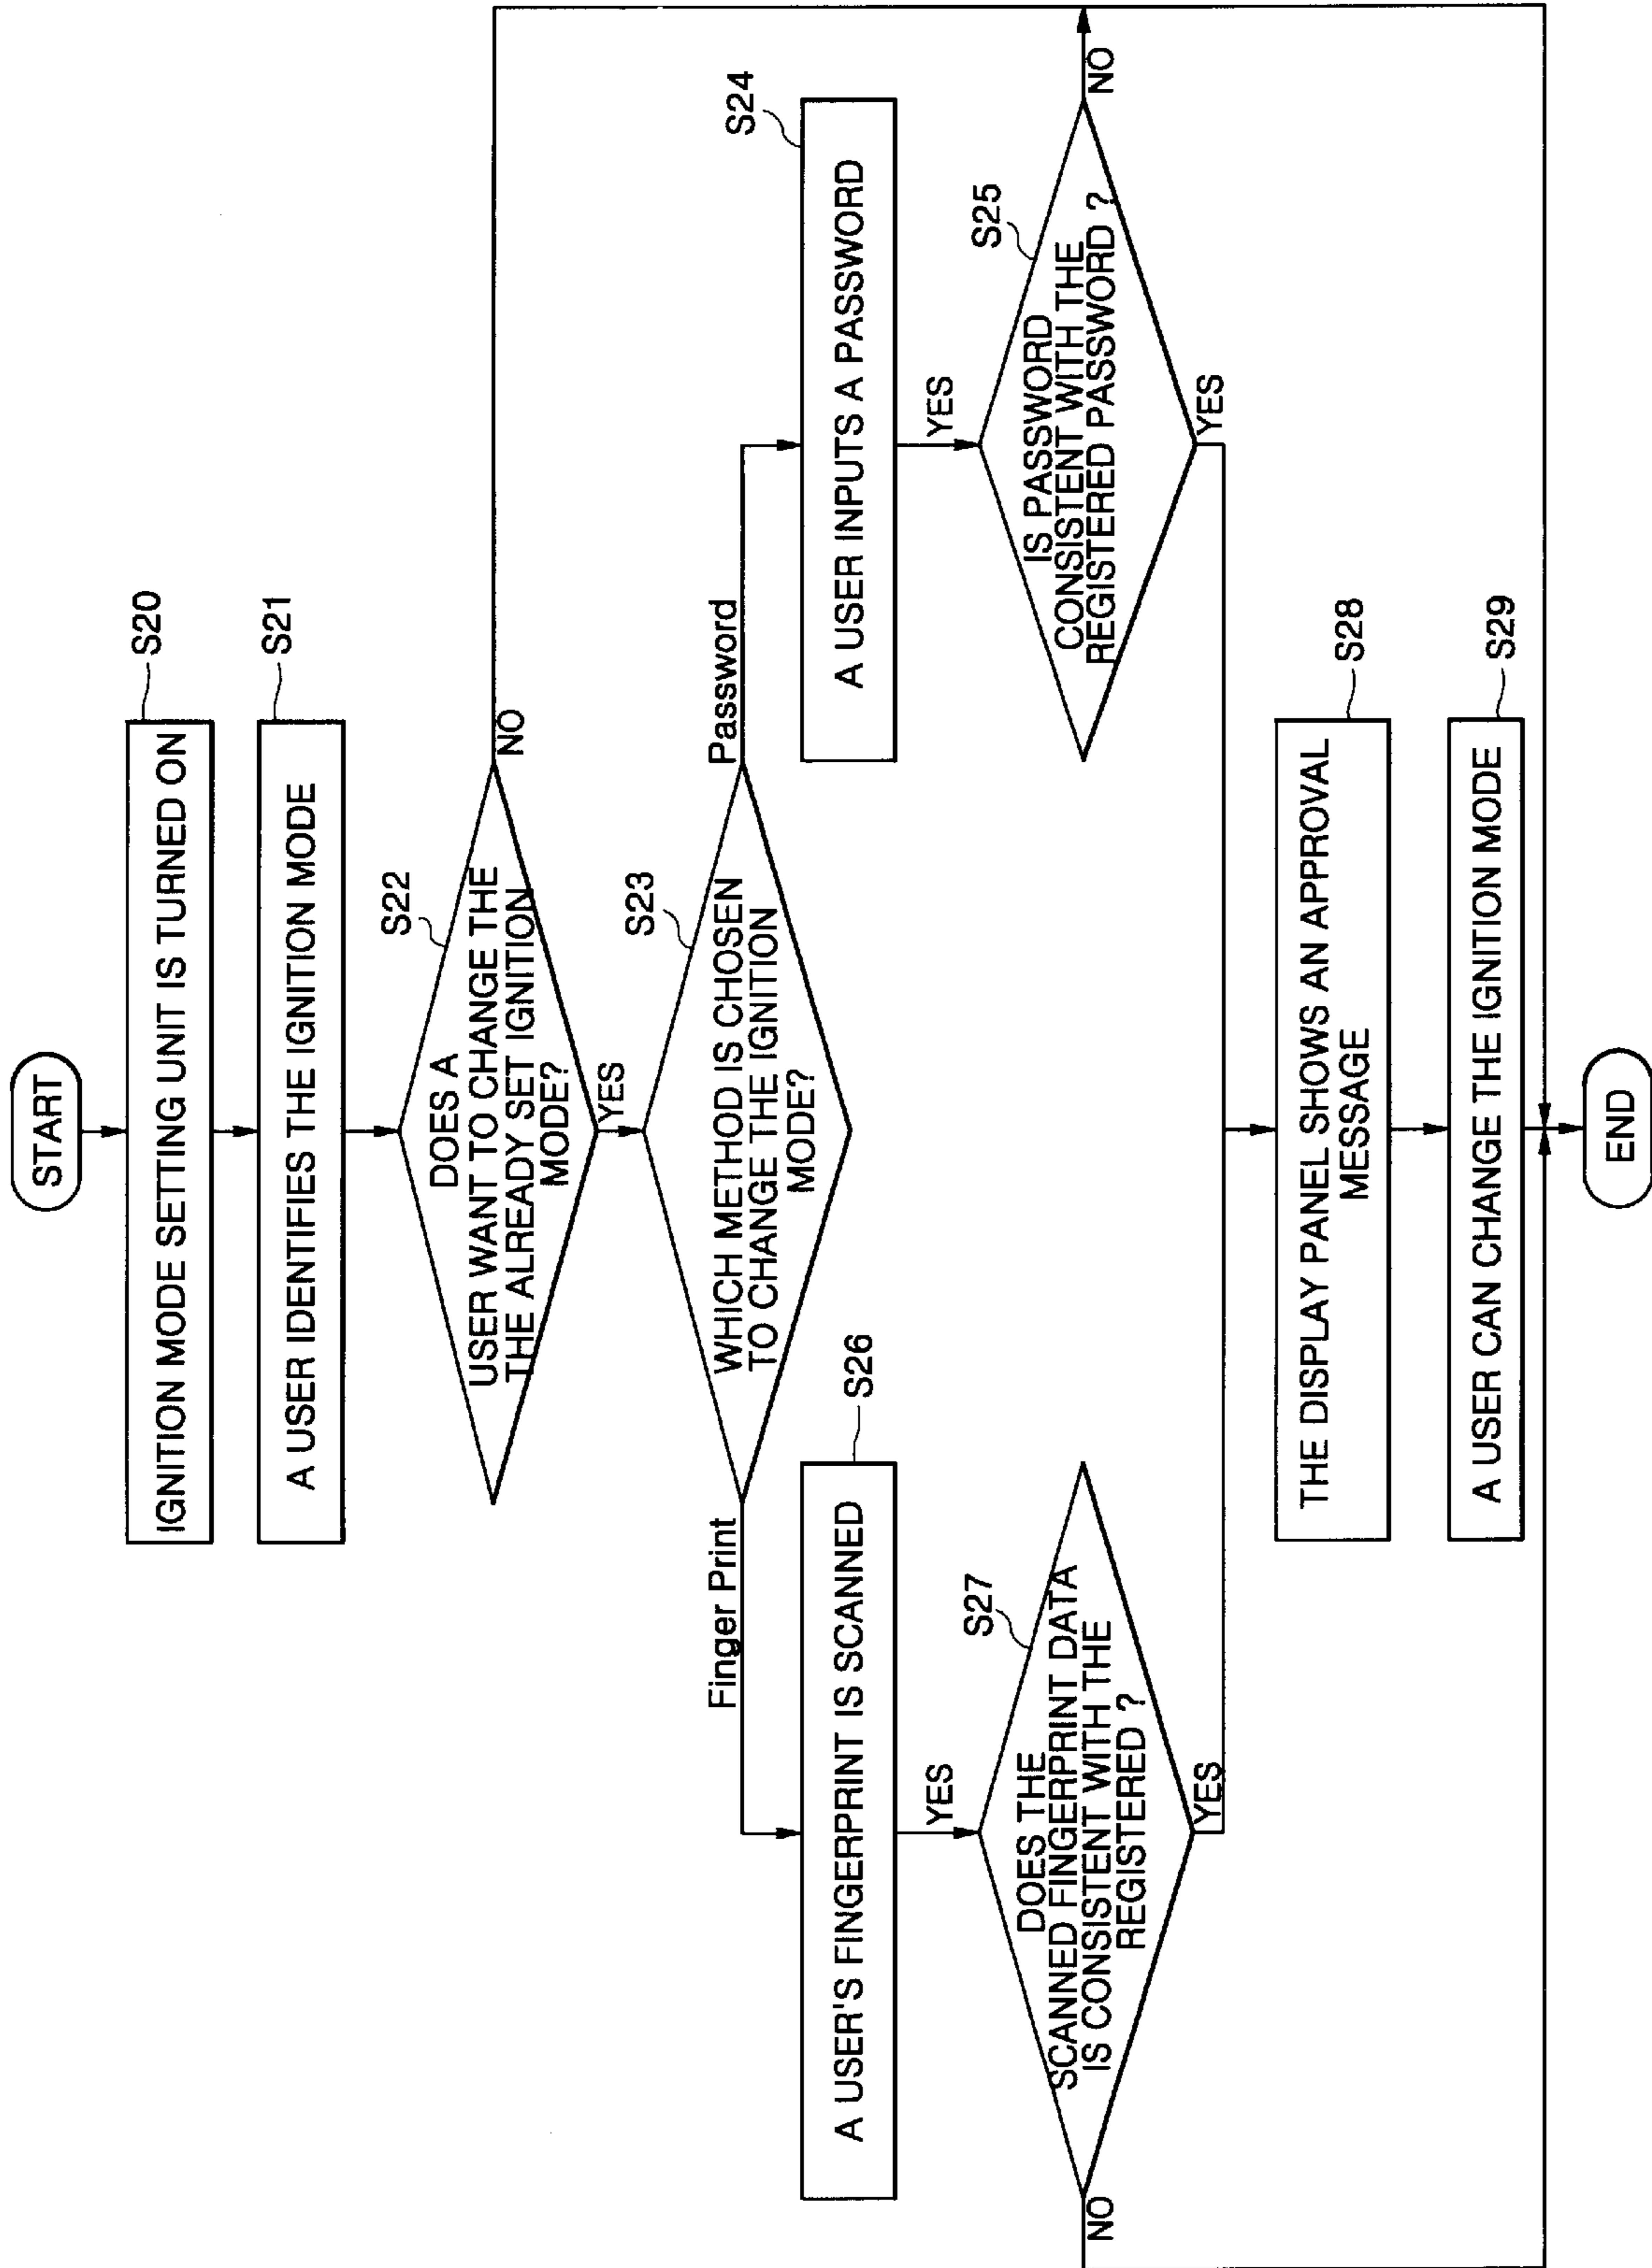 START
IGNITION MODE SETTING UNIT IS TURNED ON
S20
A USER IDENTIFIES THE IGNITION MODE
S21
S22
DOES A
USER WANT TO CHANGE THE
THE ALREADY SET IGNITION
MODE?
NO
YES
S23
WHICH METHOD IS CHOSEN
TO CHANGE THE IGNITION
MODE?
Finger Print
Password
A USER'S FINGERPRINT IS SCANNED
S26
A USER INPUTS A PASSWORD
S24
YES
YES
S27
DOES THE
SCANNED FINGERPRINT DATA
IS CONSISTENT WITH THE
REGISTERED ?
NO
YES
S25
IS PASSWORD
CONSISTENT WITH THE
REGISTERED PASSWORD ?
NO
YES
THE DISPLAY PANEL SHOWS AN APPROVAL
MESSAGE
S28
A USER CAN CHANGE THE IGNITION MODE
S29
END